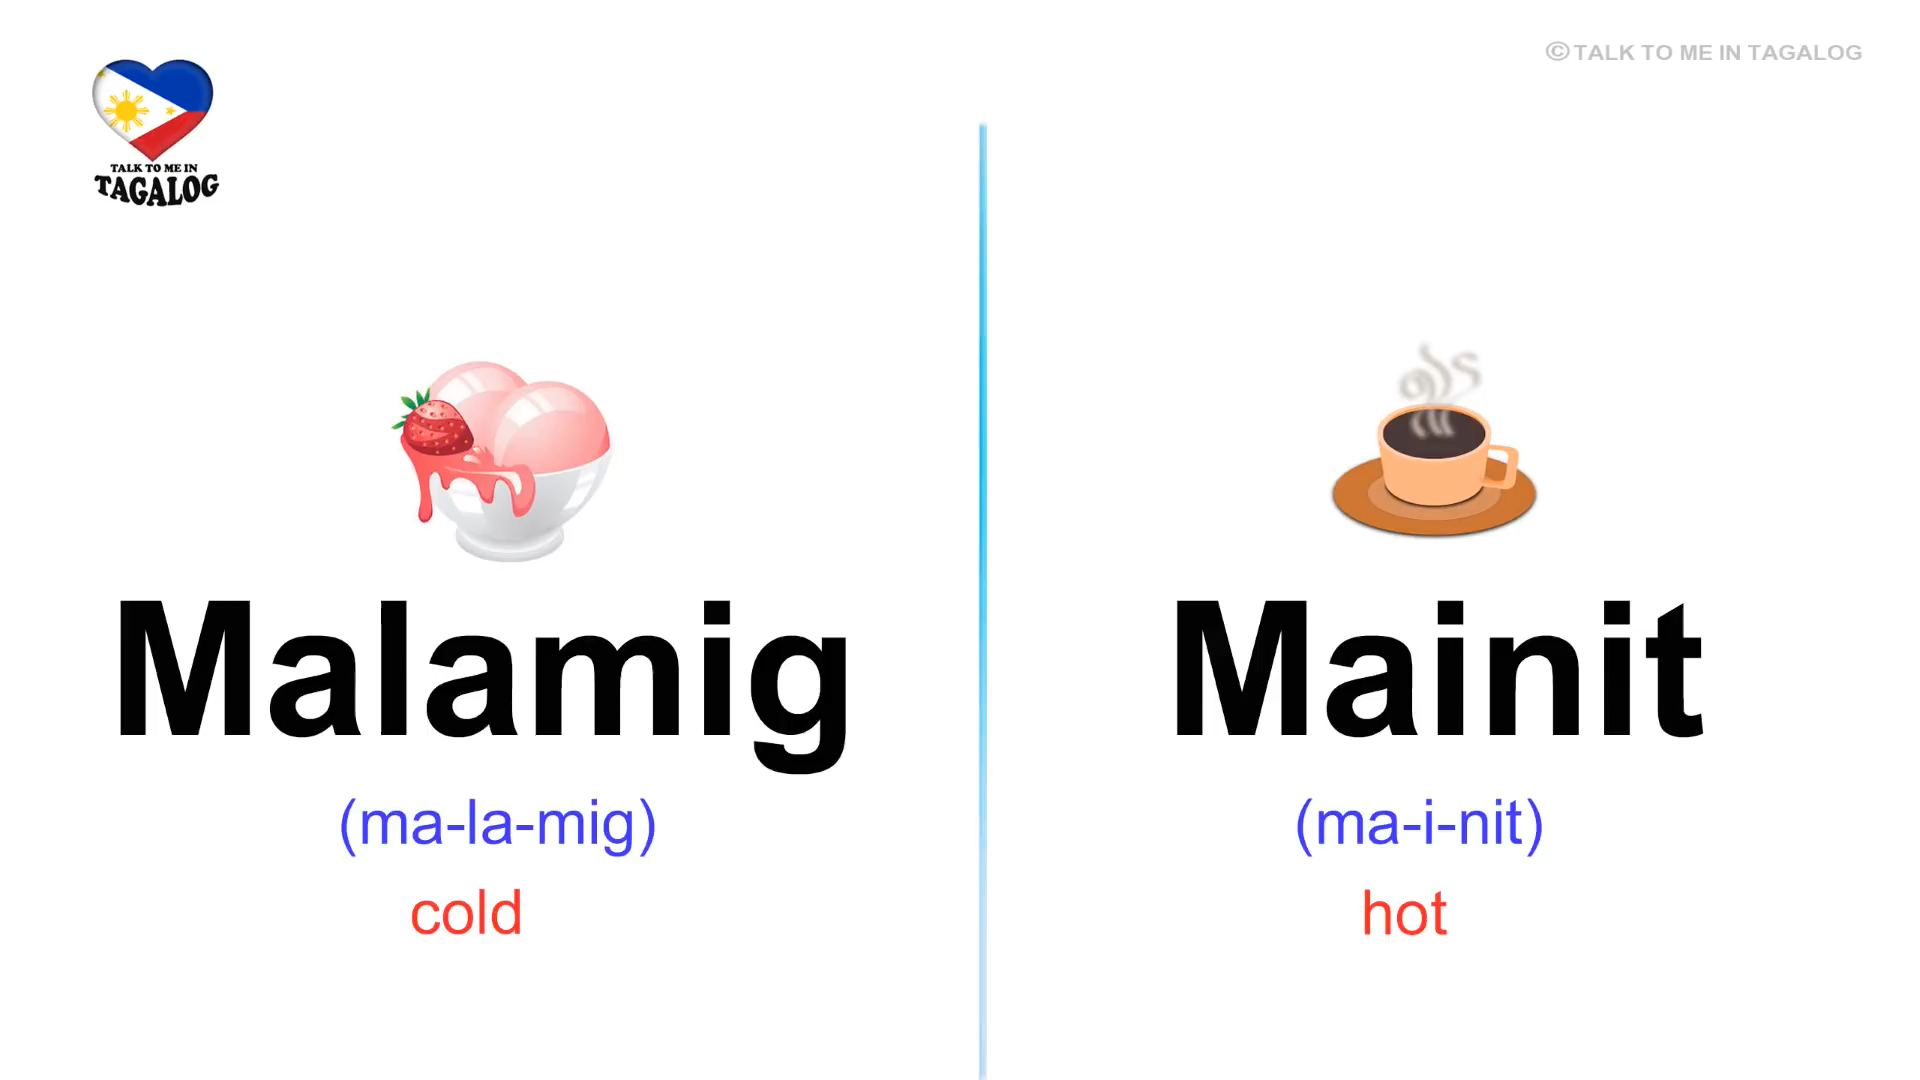 ©TALK TO ME IN TAGALOG
TALK TO ME IN
TAGALOG
Malamig
(ma-la-mig)
cold
Mainit
(ma-i-nit)
hot